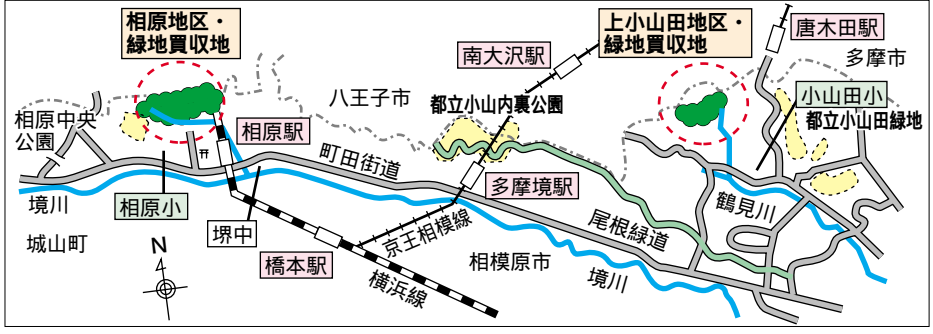 相原地区・
緑地買収地
上小山田地区・
緑地買収地
唐木田駅
南大沢駅
多摩市
八王子市
都立小山内裏公園
小山田小
都立小山田緑地
相原中央
公園
相原駅
町田街道
多摩境駅
境川
相原小
鶴見川
堺中
尾根緑道
城山町
京王相模線
N
橋本駅
相模原市
境川
横浜線